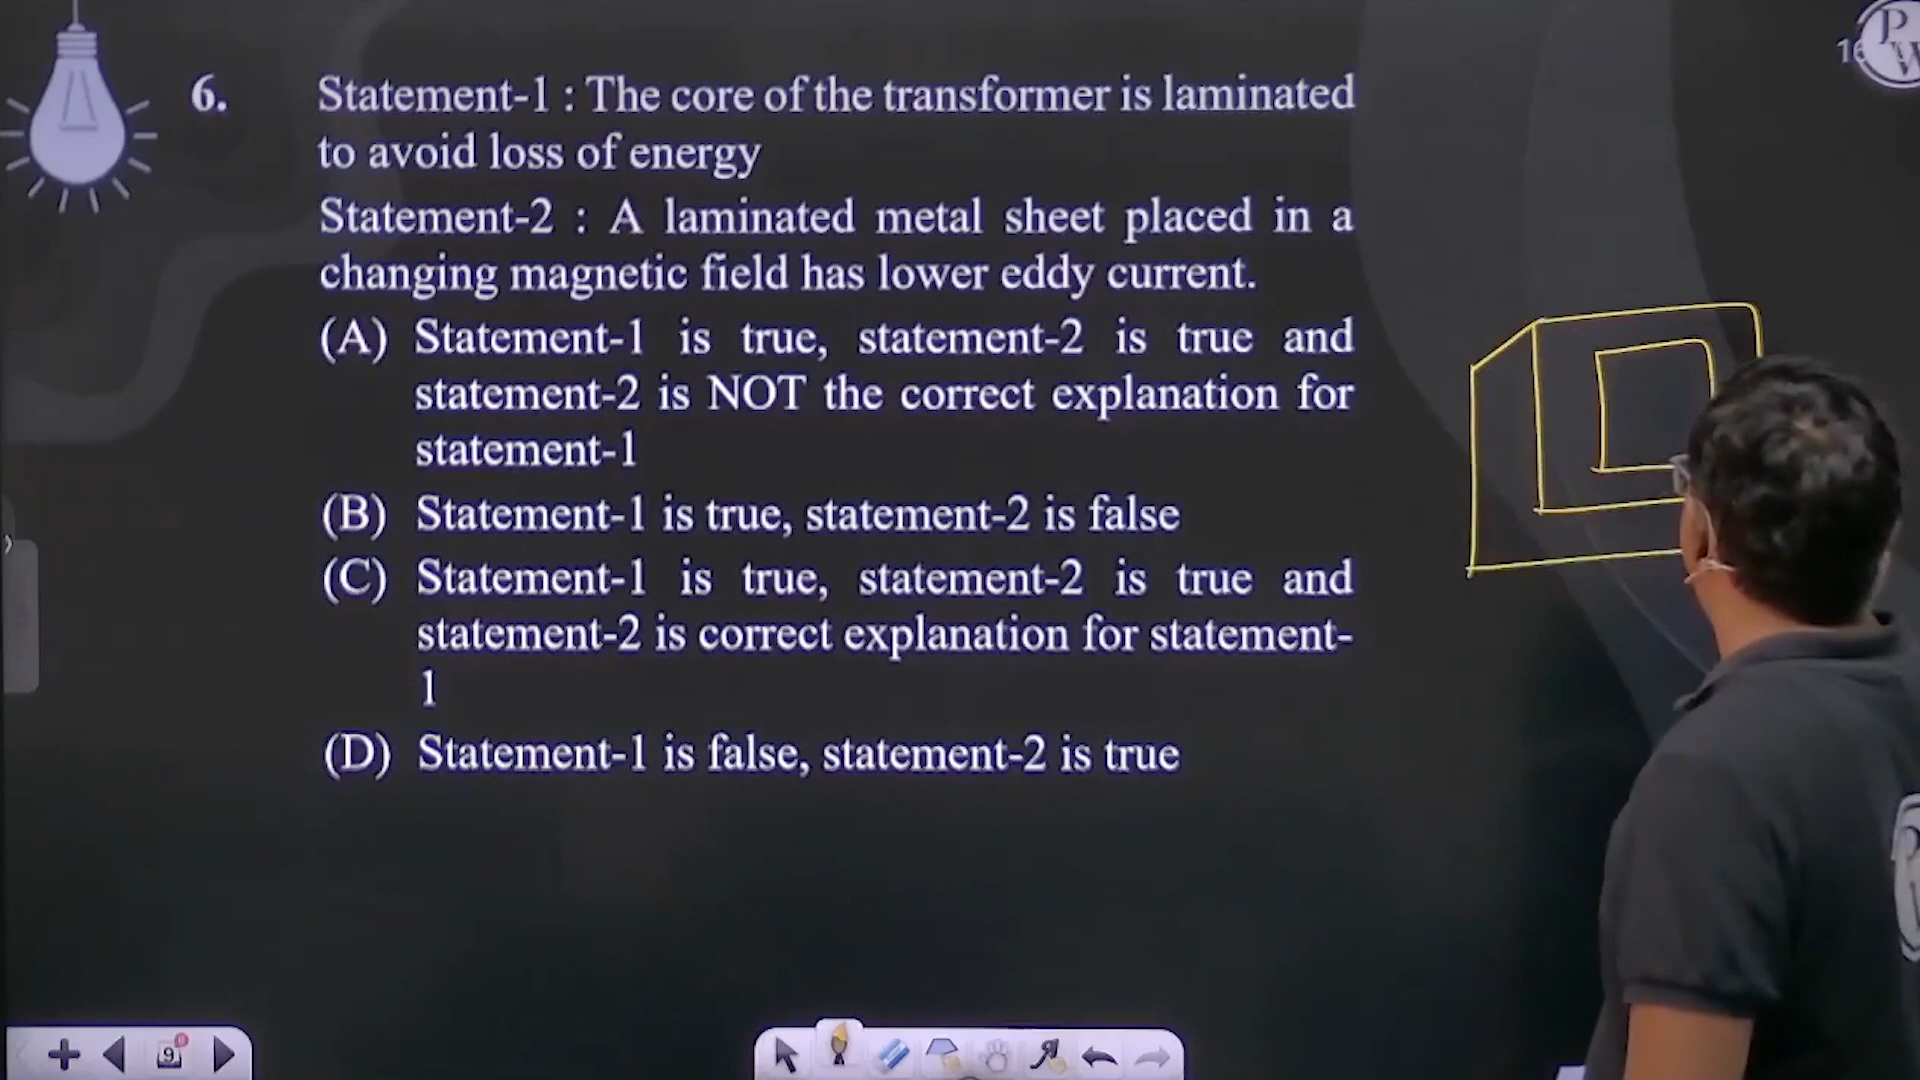 6. Statement-1 : The core of the transformer is laminated
to avoid loss of energy
Statement-2 : A laminated metal sheet placed in a
changing magnetic field has lower eddy current.
(A) Statement-1 is true, statement-2 is true and
statement-2 is NOT the correct explanation for
statement-1
(B) Statement-1 is true, statement-2 is false
(C) Statement-1 is true, statement-2 is true and
statement-2 is correct explanation for statement-
1
(D) Statement-1 is false, statement-2 is true
P
W
9